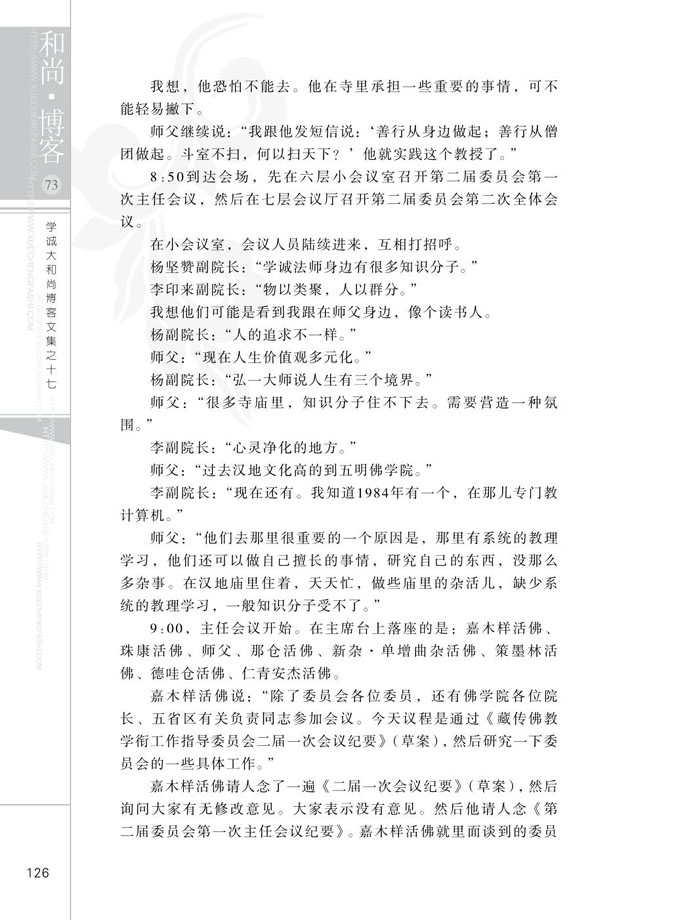 和尚·博客
73
学诚大和尚博客文集之十七
我想，他恐怕不能去。他在寺里承担一些重要的事情，可不
能轻易撇下。
师父继续说：“我跟他发短信说：‘善行从身边做起；善行从僧
团做起。斗室不扫，何以扫天下？’他就实践这个教授了。”
8:50到达会场，先在六层小会议室召开第二届委员会第一
次主任会议，然后在七层会议厅召开第二届委员会第二次全体会
议。
在小会议室，会议人员陆续进来，互相打招呼。
杨坚赞副院长：“学诚法师身边有很多知识分子。”
李印来副院长：“物以类聚，人以群分。”
我想他们可能是看到我跟在师父身边，像个读书人。
杨副院长：“人的追求不一样。”
师父：“现在人生价值观多元化。”
杨副院长：“弘一大师说人生有三个境界。”
师父：“很多寺庙里，知识分子住不下去。需要营造一种氛
围。”
李副院长：“心灵净化的地方。”
师父：“过去汉地文化高的到五明佛学院。”
李副院长：“现在还有。我知道1984年有一个，在那儿专门教
计算机。”
师父：“他们去那里很重要的一个原因是，那里有系统的教理
学习，他们还可以做自己擅长的事情，研究自己的东西，没那么
多杂事。在汉地庙里住着，天天忙，做些庙里的杂活儿，缺少系
统的教理学习，一般知识分子受不了。”
9:00，主任会议开始。在主席台上落座的是：嘉木样活佛、
珠康活佛、师父、那仓活佛、新杂·单增曲杂活佛、策墨林活
佛、德哇仓活佛、仁青安杰活佛。
嘉木样活佛说：“除了委员会各位委员，还有佛学院各位院
长、五省区有关负责同志参加会议。今天议程是通过《藏传佛教
学衔工作指导委员会二届一次会议纪要》（草案），然后研究一下委
员会的一些具体工作。”
嘉木样活佛请人念了一遍《二届一次会议纪要》（草案），然后
询问大家有无修改意见。大家表示没有意见。然后他请人念《第
二届委员会第一次主任会议纪要》。嘉木样活佛就里面谈到的委员
126